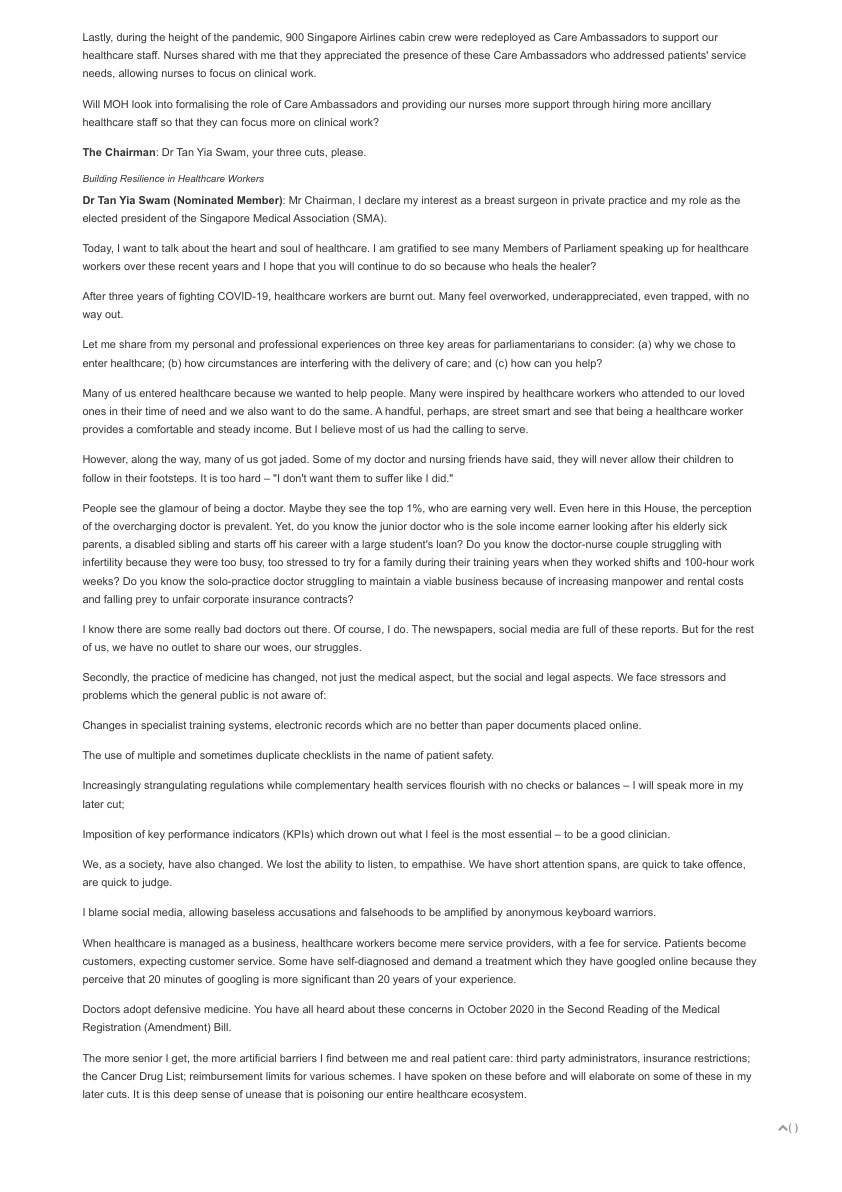 Lastly, during the height of the pandemic, 900 Singapore Airlines cabin crew were redeployed as Care Ambassadors to support our
healthcare staff. Nurses shared with me that they appreciated the presence of these Care Ambassadors who addressed patients' service
needs, allowing nurses to focus on clinical work.
Will MOH look into formalising the role of Care Ambassadors and providing our nurses more support through hiring more ancillary
healthcare staff so that they can focus more on clinical work?
The Chairman: Dr Tan Yia Swam, your three cuts, please.
Building Resilience in Healthcare Workers
Dr Tan Yia Swam (Nominated Member): Mr Chairman, I declare my interest as a breast surgeon in private practice and my role as the
elected president of the Singapore Medical Association (SMA).
Today, I want to talk about the heart and soul of healthcare. I am gratified to see many Members of Parliament speaking up for healthcare
workers over these recent years and I hope that you will continue to do so because who heals the healer?
After three years of fighting COVID-19, healthcare workers are burnt out. Many feel overworked, underappreciated, even trapped, with no
way out.
Let me share from my personal and professional experiences on three key areas for parliamentarians to consider: (a) why we chose to
enter healthcare; (b) how circumstances are interfering with the delivery of care; and (c) how can you help?
Many of us entered healthcare because we wanted to help people. Many were inspired by healthcare workers who attended to our loved
ones in their time of need and we also want to do the same. A handful, perhaps, are street smart and see that being a healthcare worker
provides a comfortable and steady income. But I believe most of us had the calling to serve.
However, along the way, many of us got jaded. Some of my doctor and nursing friends have said, they will never allow their children to
follow in their footsteps. It is too hard – "I don't want them to suffer like I did."
People see the glamour of being a doctor. Maybe they see the top 1%, who are earning very well. Even here in this House, the perception
of the overcharging doctor is prevalent. Yet, do you know the junior doctor who is the sole income earner looking after his elderly sick
parents, a disabled sibling and starts off his career with a large student's loan? Do you know the doctor-nurse couple struggling with
infertility because they were too busy, too stressed to try for a family during their training years when they worked shifts and 100-hour work
weeks? Do you know the solo-practice doctor struggling to maintain a viable business because of increasing manpower and rental costs
and falling prey to unfair corporate insurance contracts?
I know there are some really bad doctors out there. Of course, I do. The newspapers, social media are full of these reports. But for the rest
of us, we have no outlet to share our woes, our struggles.
Secondly, the practice of medicine has changed, not just the medical aspect, but the social and legal aspects. We face stressors and
problems which the general public is not aware of:
Changes in specialist training systems, electronic records which are no better than paper documents placed online.
The use of multiple and sometimes duplicate checklists in the name of patient safety.
Increasingly strangulating regulations while complementary health services flourish with no checks or balances – I will speak more in my
later cut;
Imposition of key performance indicators (KPIs) which drown out what I feel is the most essential – to be a good clinician.
We, as a society, have also changed. We lost the ability to listen, to empathise. We have short attention spans, are quick to take offence,
are quick to judge.
I blame social media, allowing baseless accusations and falsehoods to be amplified by anonymous keyboard warriors.
When healthcare is managed as a business, healthcare workers become mere service providers, with a fee for service. Patients become
customers, expecting customer service. Some have self-diagnosed and demand a treatment which they have googled online because they
perceive that 20 minutes of googling is more significant than 20 years of your experience.
Doctors adopt defensive medicine. You have all heard about these concerns in October 2020 in the Second Reading of the Medical
Registration (Amendment) Bill.
The more senior I get, the more artificial barriers I find between me and real patient care: third party administrators, insurance restrictions;
the Cancer Drug List; reimbursement limits for various schemes. I have spoken on these before and will elaborate on some of these in my
later cuts. It is this deep sense of unease that is poisoning our entire healthcare ecosystem.
( )